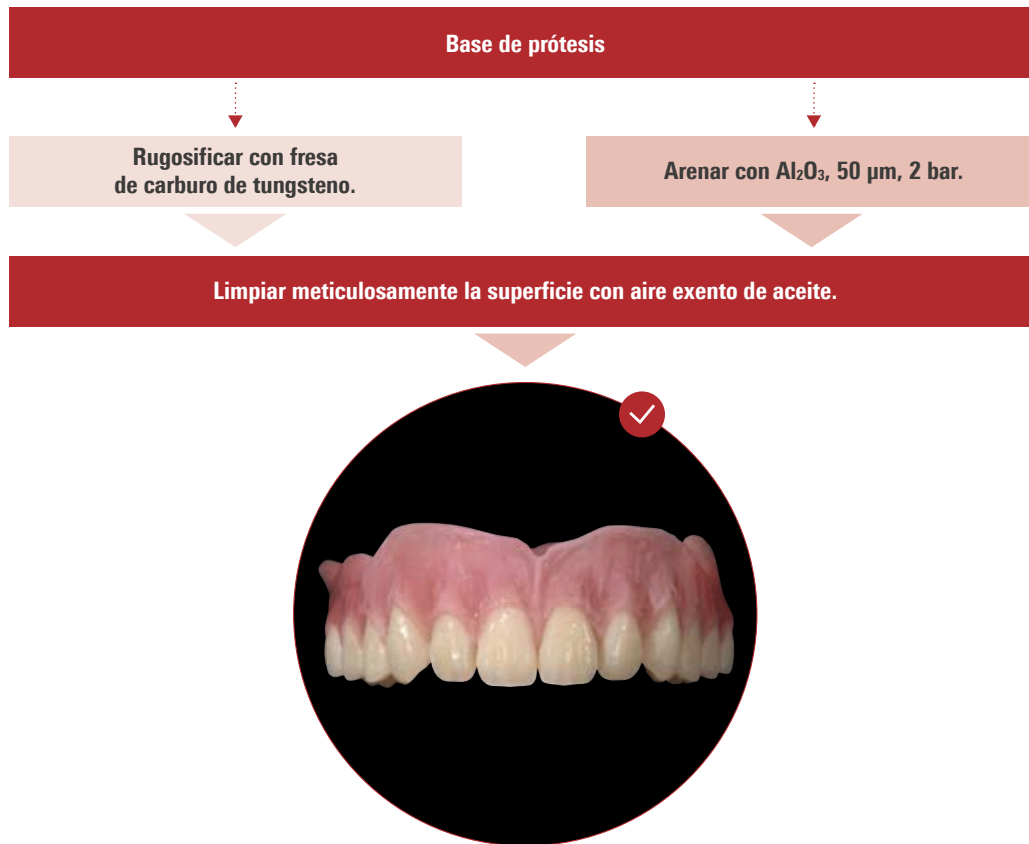 Base de prótesis
Rugosificar con fresa
de carburo de tungsteno.
Arenar con Al₂O₃, 50 µm, 2 bar.
Limpiar meticulosamente la superficie con aire exento de aceite.